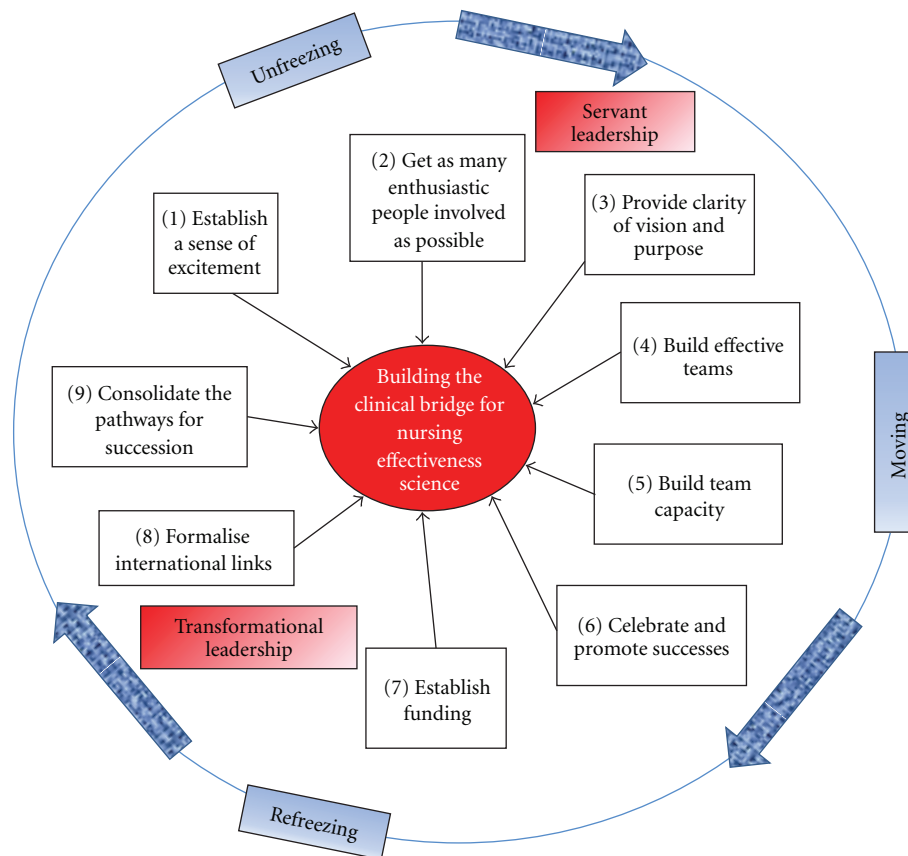 Unfreezing
Servant
leadership
(2) Get as many
enthusiastic
people involved
as possible
(1) Establish
a sense of
excitement
(3) Provide clarity
of vision and
purpose
(4) Build effective
teams
Moving
(9) Consolidate the
pathways for
succession
Building the
clinical bridge for
nursing
effectiveness
science
(5) Build team
capacity
(8) Formalise
international links
Transformational
leadership
(6) Celebrate and
promote successes
(7) Establish
funding
Refreezing